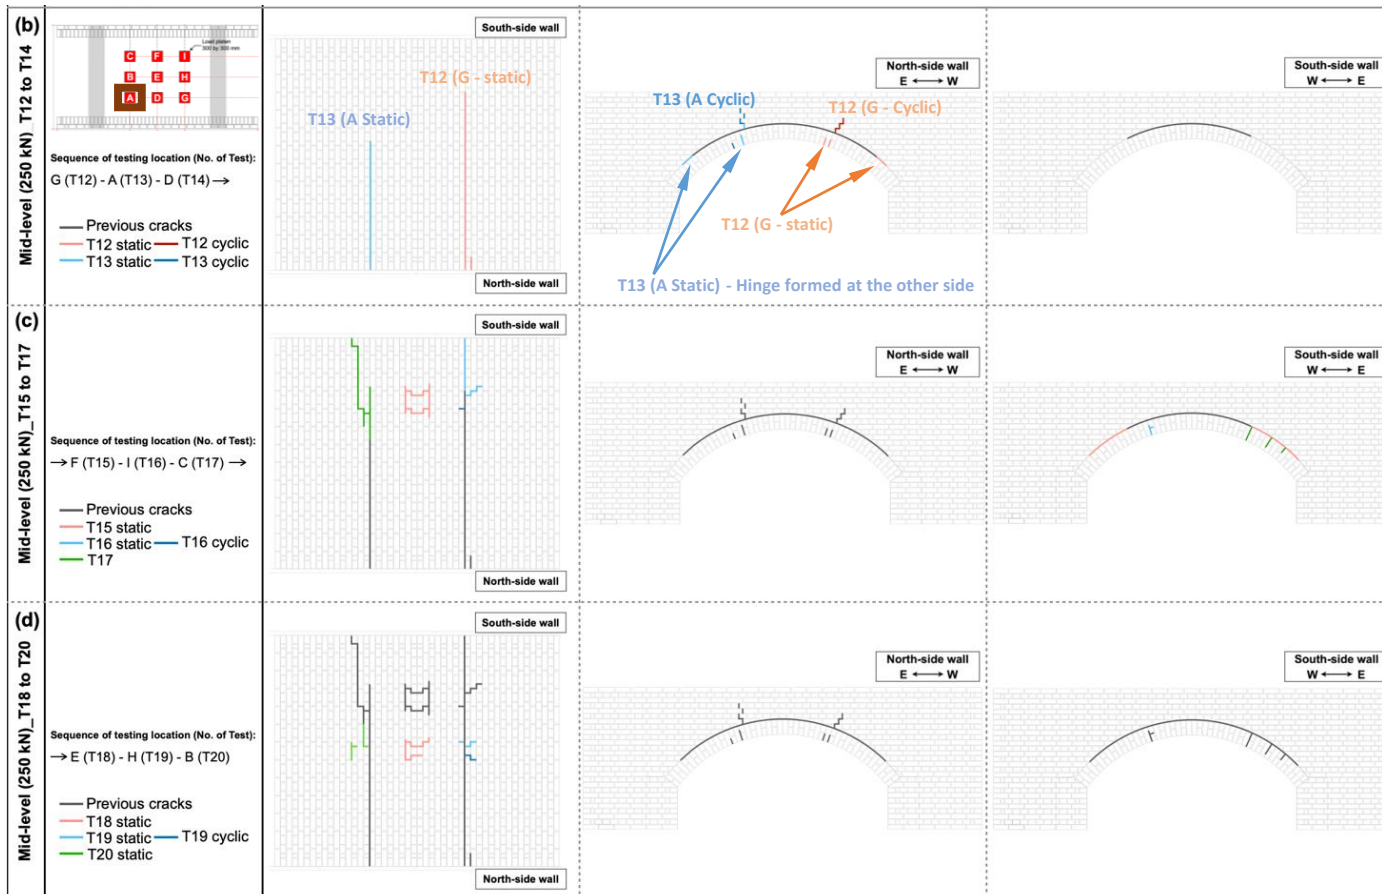 (b)
Mid-level (250 kN)_T12 to T14
Load platen
300 by 300 mm
C F I
B E H
A D G
Sequence of testing location (No. of Test):
G (T12) - A (T13) - D (T14) →
Previous cracks
T12 static T12 cyclic
T13 static T13 cyclic
South-side wall
T12 (G - static)
T13 (A Static)
North-side wall
North-side wall
E ⟷ W
T13 (A Cyclic)
T12 (G - Cyclic)
T12 (G - static)
T13 (A Static) - Hinge formed at the other side
South-side wall
W ⟷ E
(c)
Mid-level (250 kN)_T15 to T17
Sequence of testing location (No. of Test):
→ F (T15) - I (T16) - C (T17) →
Previous cracks
T15 static
T16 static T16 cyclic
T17
South-side wall
North-side wall
North-side wall
E ⟷ W
South-side wall
W ⟷ E
(d)
Mid-level (250 kN)_T18 to T20
Sequence of testing location (No. of Test):
→ E (T18) - H (T19) - B (T20)
Previous cracks
T18 static
T19 static T19 cyclic
T20 static
South-side wall
North-side wall
North-side wall
E ⟷ W
South-side wall
W ⟷ E